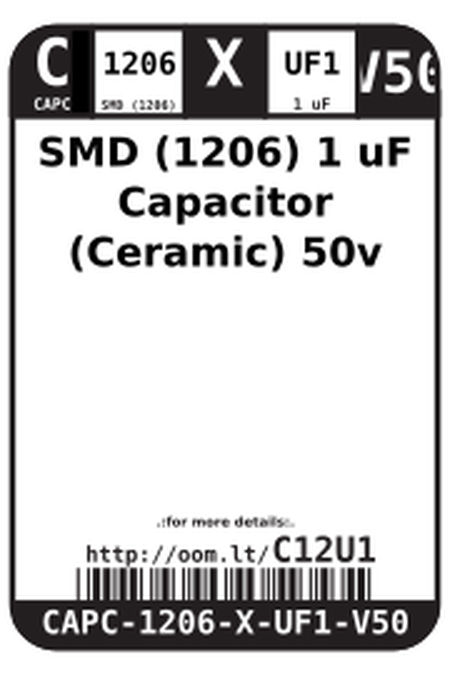 C 1206 X UF1 V50
CAPC SMD (1206) 1 uF
SMD (1206) 1 uF
Capacitor
(Ceramic) 50v
.:for more details:.
http://oom.lt/C12U1
CAPC-1206-X-UF1-V50